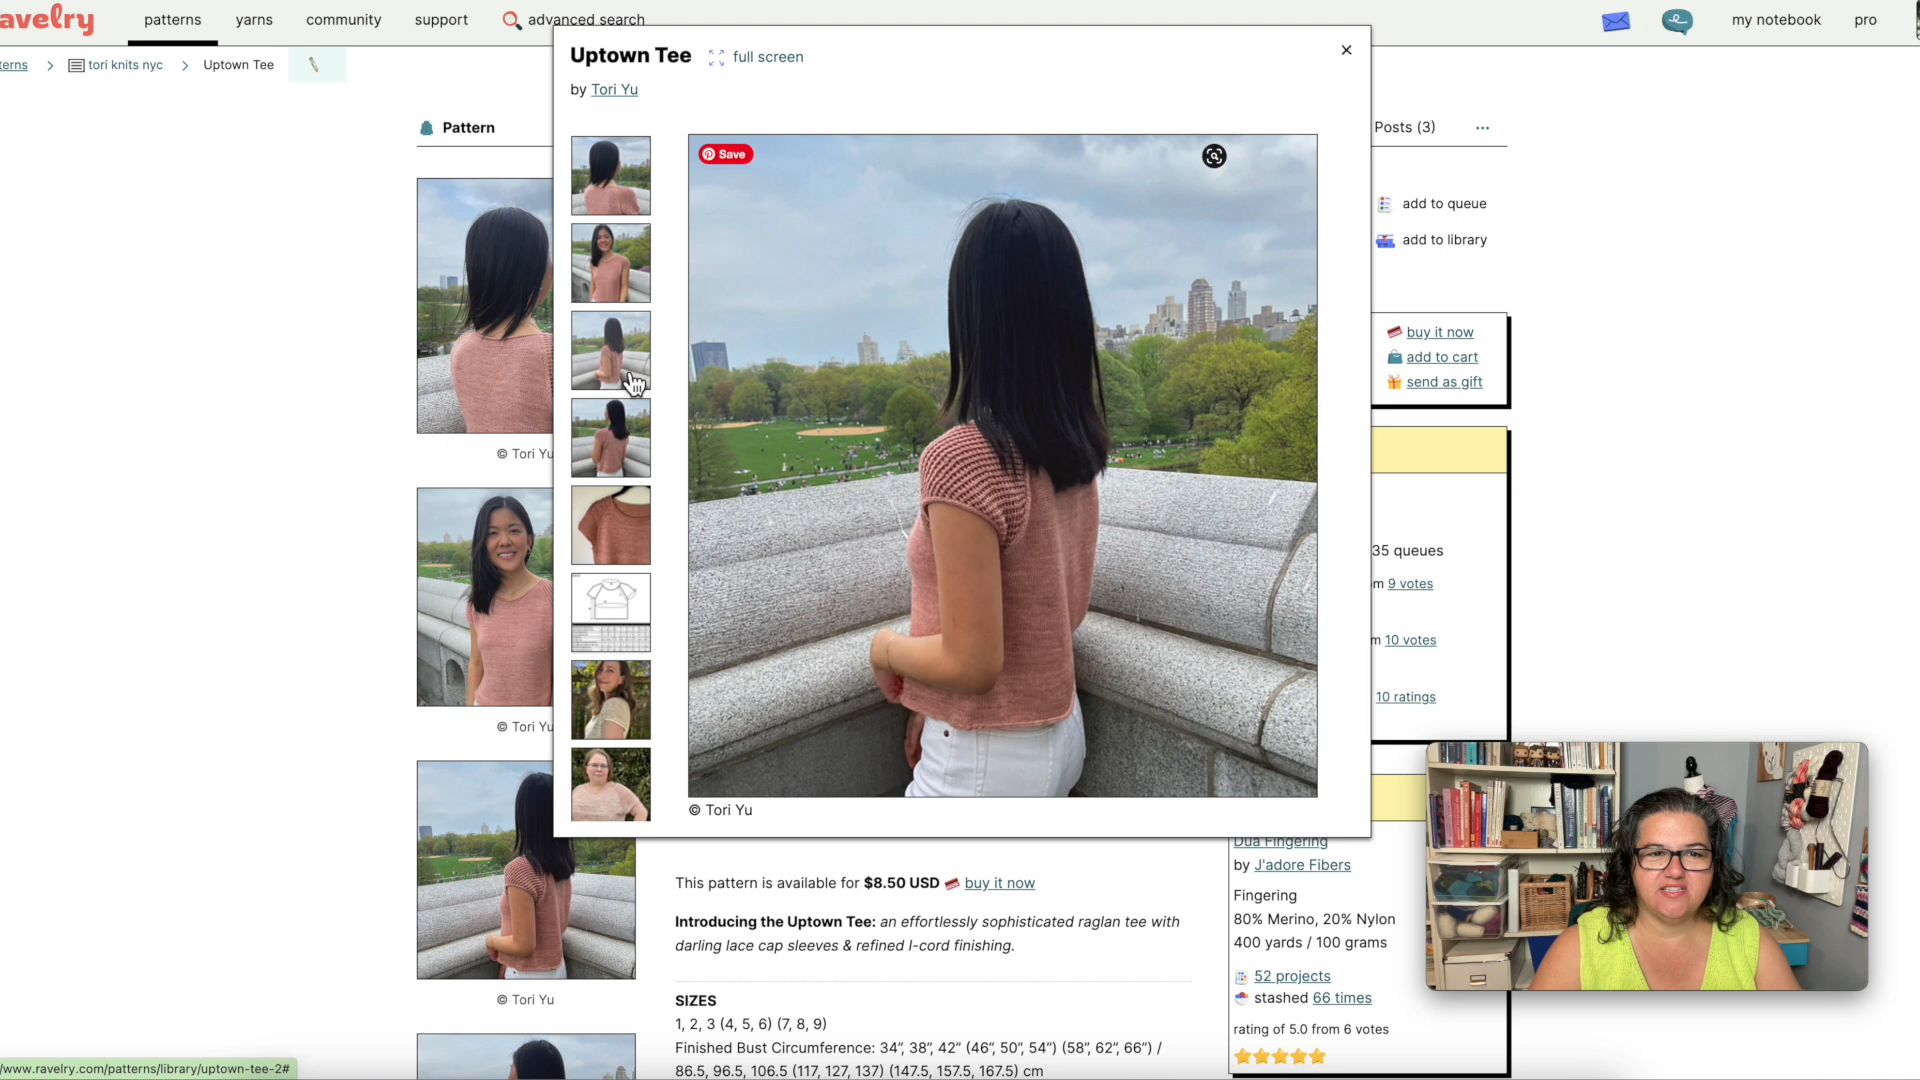 ravelry
patterns
yarns
community
support
advanced search
my notebook
pro
terns
tori knits nyc
Uptown Tee
Uptown Tee
full screen
by Tori Yu
Pattern
Posts (3)
Save
add to queue
add to library
buy it now
add to cart
send as gift
© Tori Yu
35 queues
m 9 votes
m 10 votes
10 ratings
© Tori Yu
© Tori Yu
© Tori Yu
This pattern is available for $8.50 USD buy it now
Introducing the Uptown Tee: an effortlessly sophisticated raglan tee with
darling lace cap sleeves & refined I-cord finishing.
SIZES
1, 2, 3 (4, 5, 6) (7, 8, 9)
Finished Bust Circumference: 34”, 38”, 42” (46”, 50”, 54”) (58”, 62”, 66”) /
86.5, 96.5, 106.5 (117, 127, 137) (147.5, 157.5, 167.5) cm
Dua Fingering
by J'adore Fibers
Fingering
80% Merino, 20% Nylon
400 yards / 100 grams
52 projects
stashed 66 times
rating of 5.0 from 6 votes
/www.ravelry.com/patterns/library/uptown-tee-2#